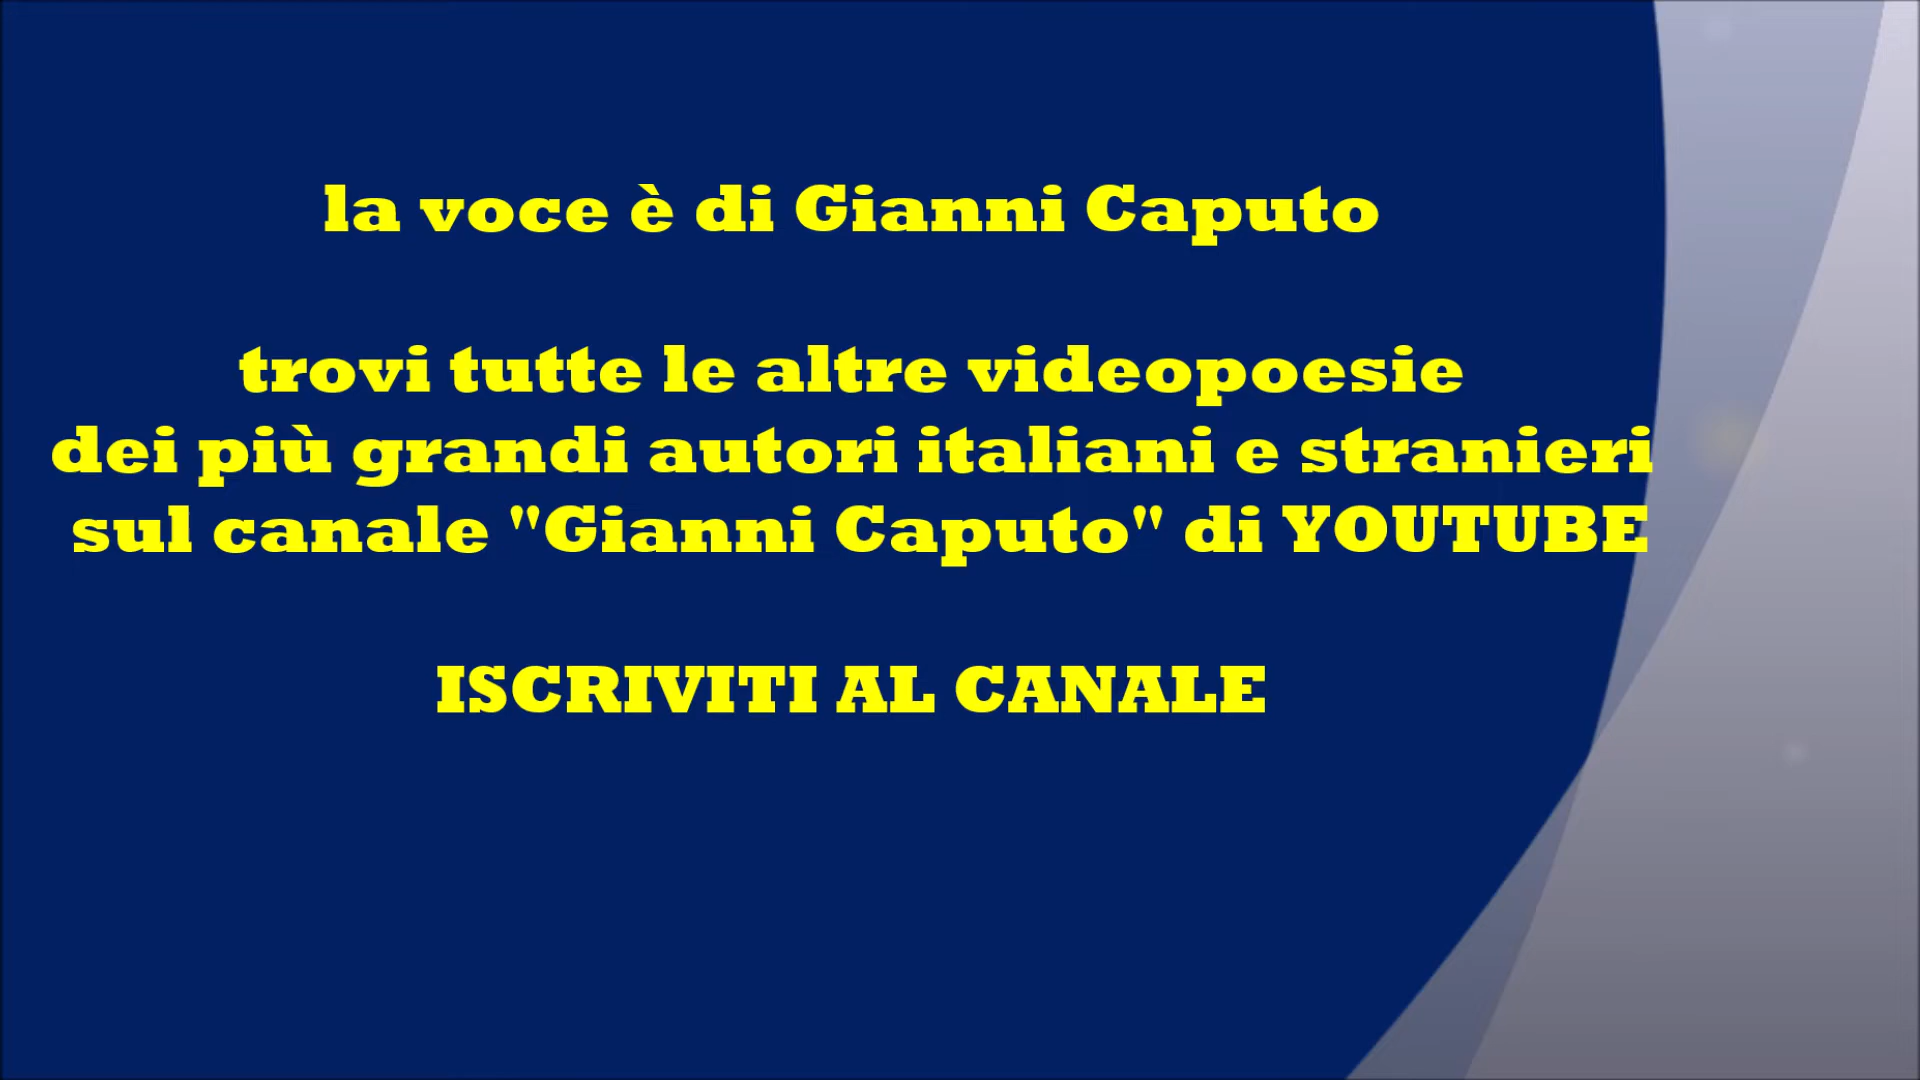 la voce è di Gianni Caputo
trovi tutte le altre videopoesie
dei più grandi autori italiani e stranieri
sul canale "Gianni Caputo" di YOUTUBE
ISCRIVITI AL CANALE